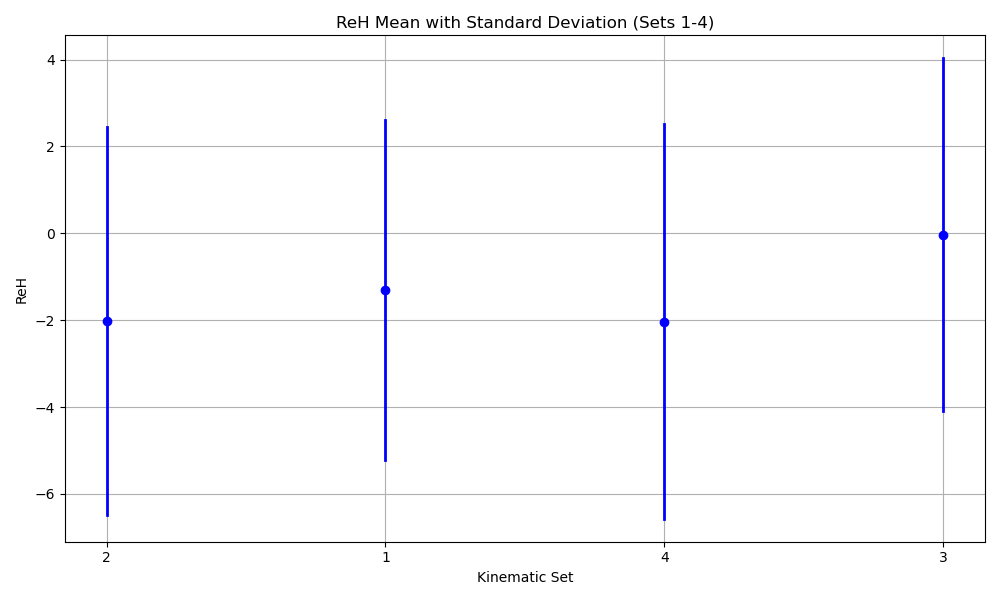 ReH Mean with Standard Deviation (Sets 1-4)
4
2
0
−2
−4
−6
ReH
2 1 4 3
Kinematic Set